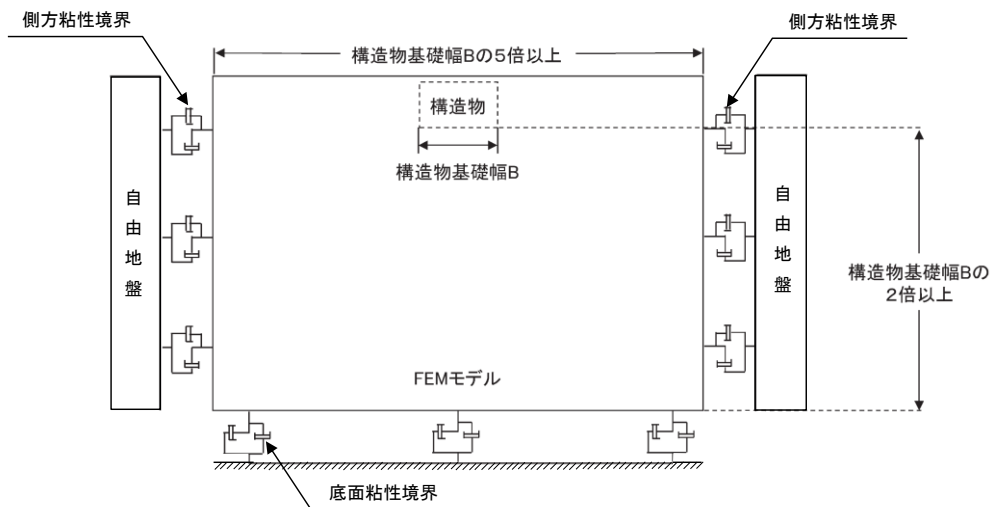 側方粘性境界
側方粘性境界
構造物基礎幅Bの5倍以上
構造物
構造物基礎幅B
自由地盤
自由地盤
構造物基礎幅Bの
2倍以上
FEMモデル
底面粘性境界